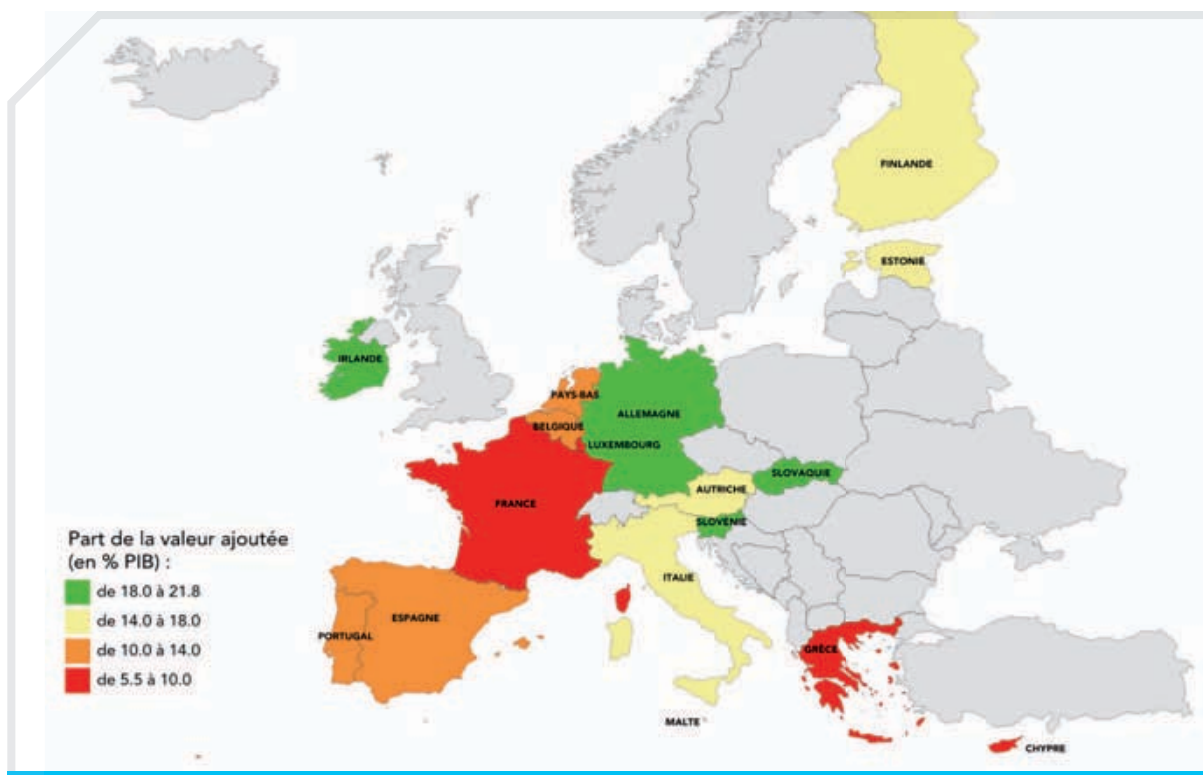 FINLANDE
ESTONIE
IRLANDE
PAYS-BAS
ALLEMAGNE
BELGIQUE
LUXEMBOURG
SLOVAQUIE
AUTRICHE
FRANCE
SLOVÉNIE
Part de la valeur ajoutée
(en % PIB) :
de 18.0 à 21.8
de 14.0 à 18.0
de 10.0 à 14.0
de 5.5 à 10.0
ITALIE
ESPAGNE
PORTUGAL
GRÈCE
MALTE
CHYPRE